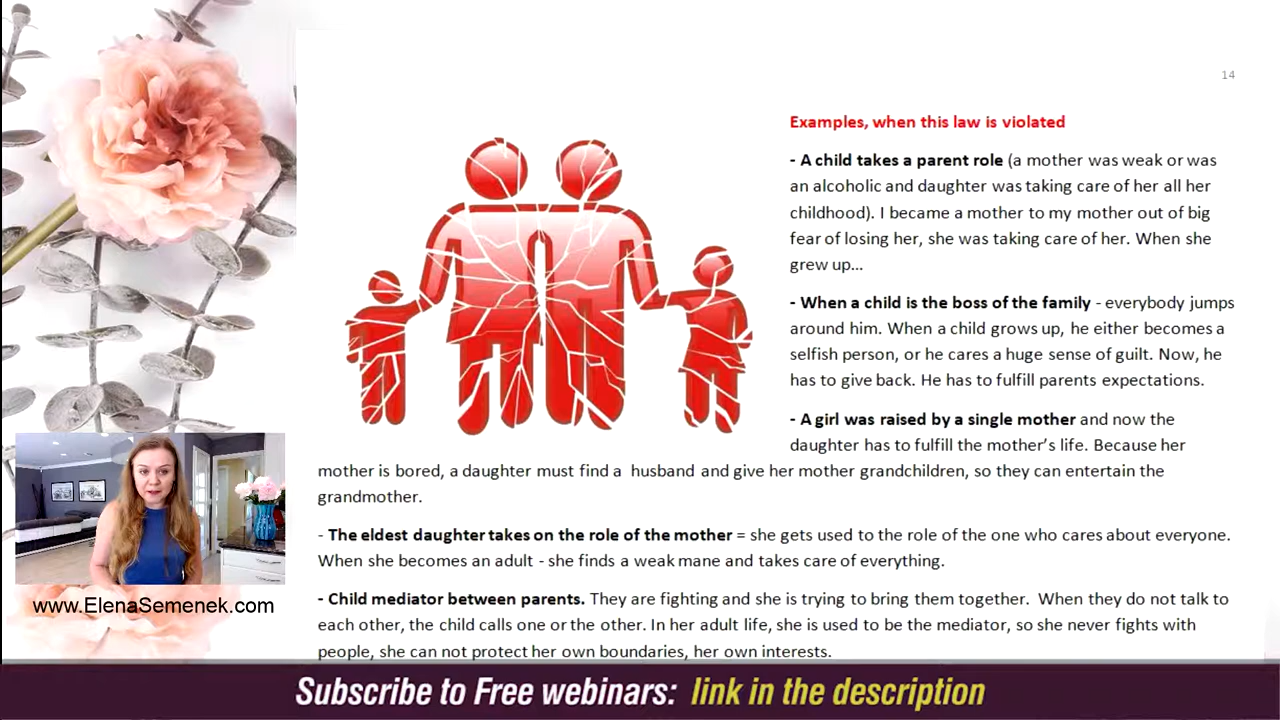 14
Examples, when this law is violated
- A child takes a parent role (a mother was weak or was
an alcoholic and daughter was taking care of her all her
childhood). I became a mother to my mother out of big
fear of losing her, she was taking care of her. When she
grew up...
- When a child is the boss of the family - everybody jumps
around him. When a child grows up, he either becomes a
selfish person, or he cares a huge sense of guilt. Now, he
has to give back. He has to fulfill parents expectations.
- A girl was raised by a single mother and now the
daughter has to fulfill the mother's life. Because her
mother is bored, a daughter must find a husband and give her mother grandchildren, so they can entertain the
grandmother.
- The eldest daughter takes on the role of the mother = she gets used to the role of the one who cares about everyone.
When she becomes an adult - she finds a weak mane and takes care of everything.
- Child mediator between parents. They are fighting and she is trying to bring them together. When they do not talk to
each other, the child calls one or the other. In her adult life, she is used to be the mediator, so she never fights with
people, she can not protect her own boundaries, her own interests.
www.ElenaSemenek.com
Subscribe to Free webinars: link in the description